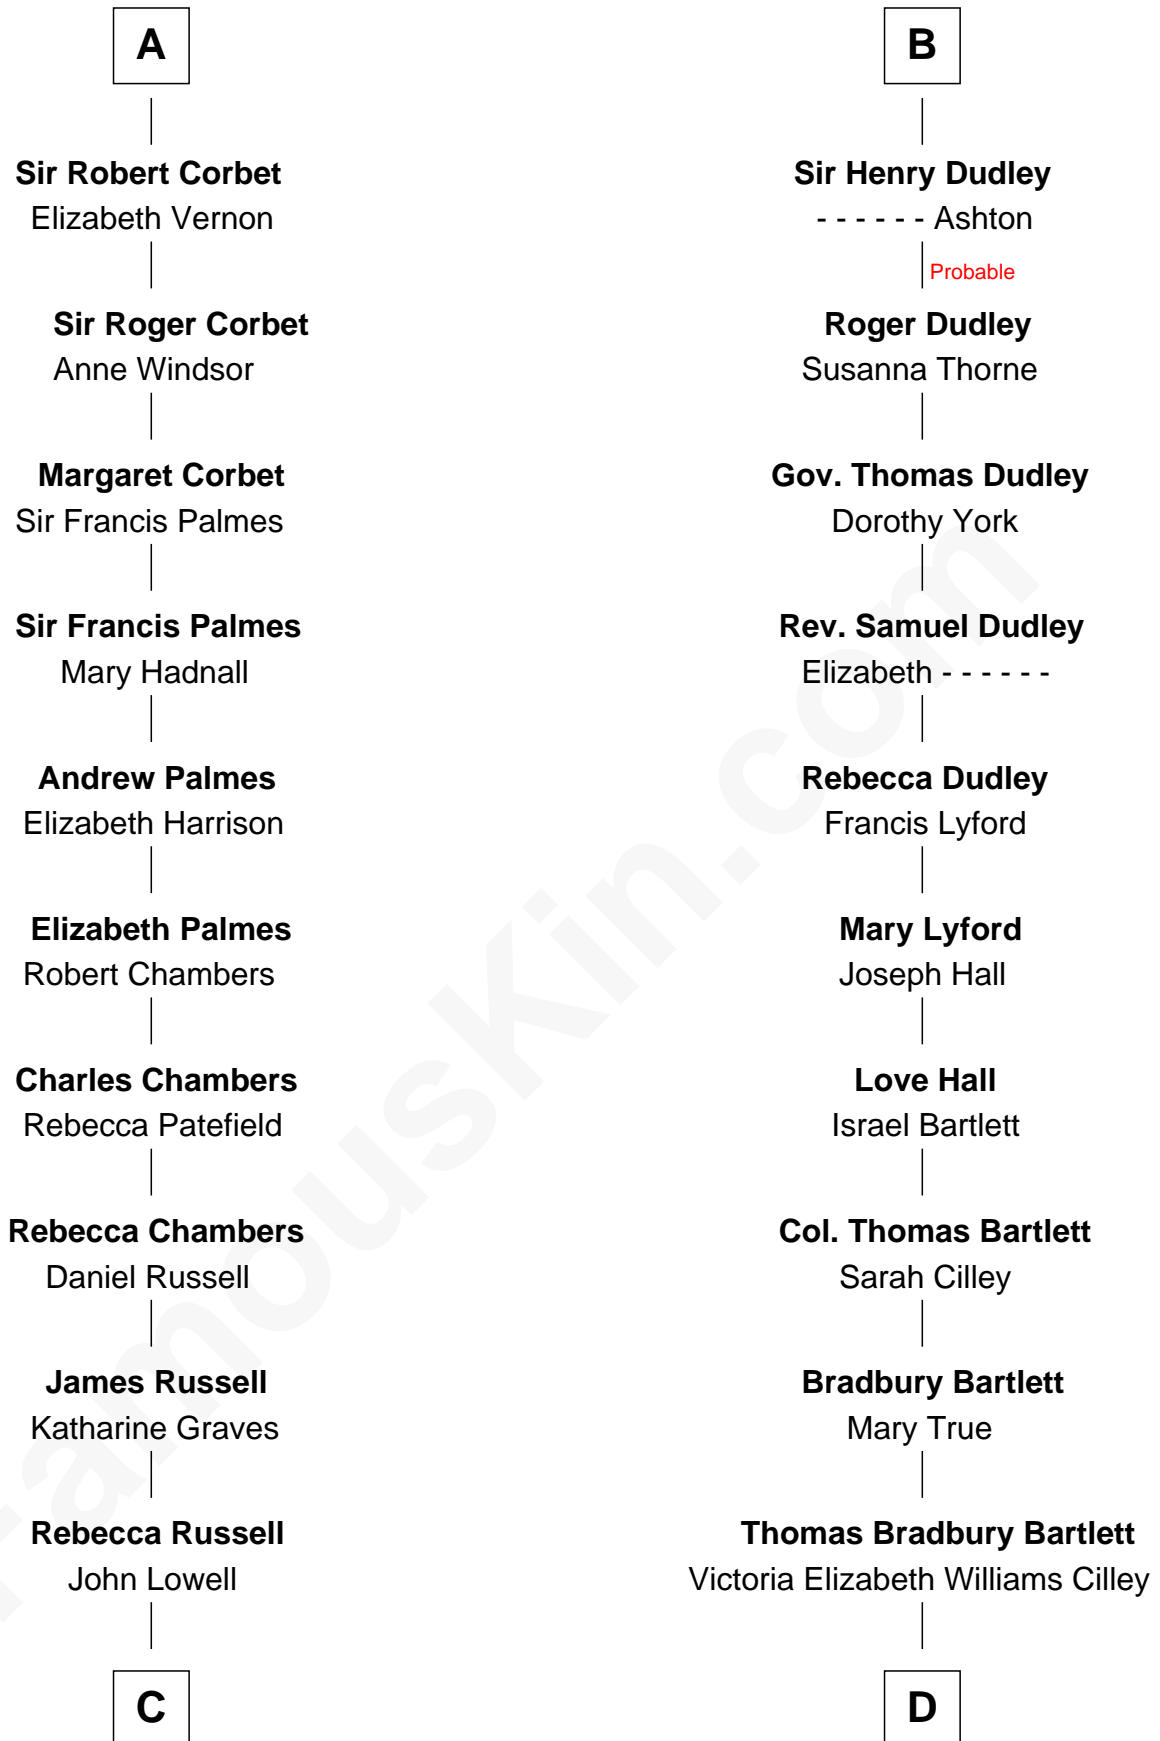 A
Sir Robert Corbet
Elizabeth Vernon
Sir Roger Corbet
Anne Windsor
Margaret Corbet
Sir Francis Palmes
Sir Francis Palmes
Mary Hadnall
Andrew Palmes
Elizabeth Harrison
Elizabeth Palmes
Robert Chambers
Charles Chambers
Rebecca Patefield
Rebecca Chambers
Daniel Russell
James Russell
Katharine Graves
Rebecca Russell
John Lowell
C
B
Sir Henry Dudley
- - - - - - Ashton
Probable
Roger Dudley
Susanna Thorne
Gov. Thomas Dudley
Dorothy York
Rev. Samuel Dudley
Elizabeth - - - - - -
Rebecca Dudley
Francis Lyford
Mary Lyford
Joseph Hall
Love Hall
Israel Bartlett
Col. Thomas Bartlett
Sarah Cilley
Bradbury Bartlett
Mary True
Thomas Bradbury Bartlett
Victoria Elizabeth Williams Cilley
D
FamousKin.com